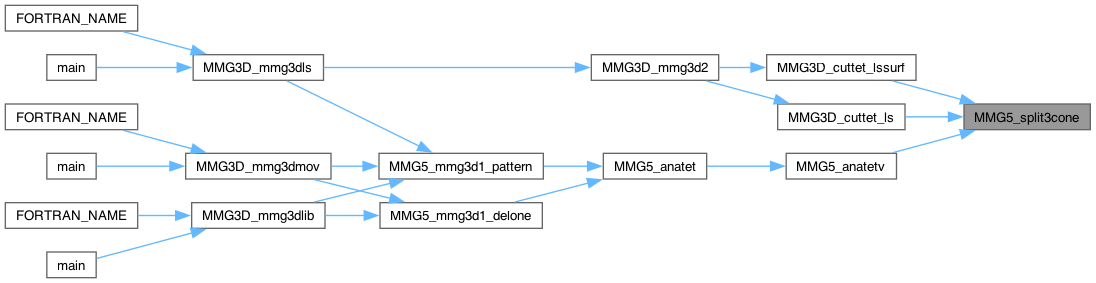 FORTRAN_NAME
main
MMG3D_mmg3dls
MMG3D_mmg3d2
MMG3D_cuttet_lssurf
MMG3D_cuttet_ls
MMG5_split3cone
FORTRAN_NAME
main
MMG3D_mmg3dmov
MMG5_mmg3d1_pattern
MMG5_anatet
MMG5_anatetv
FORTRAN_NAME
MMG3D_mmg3dlib
MMG5_mmg3d1_delone
main